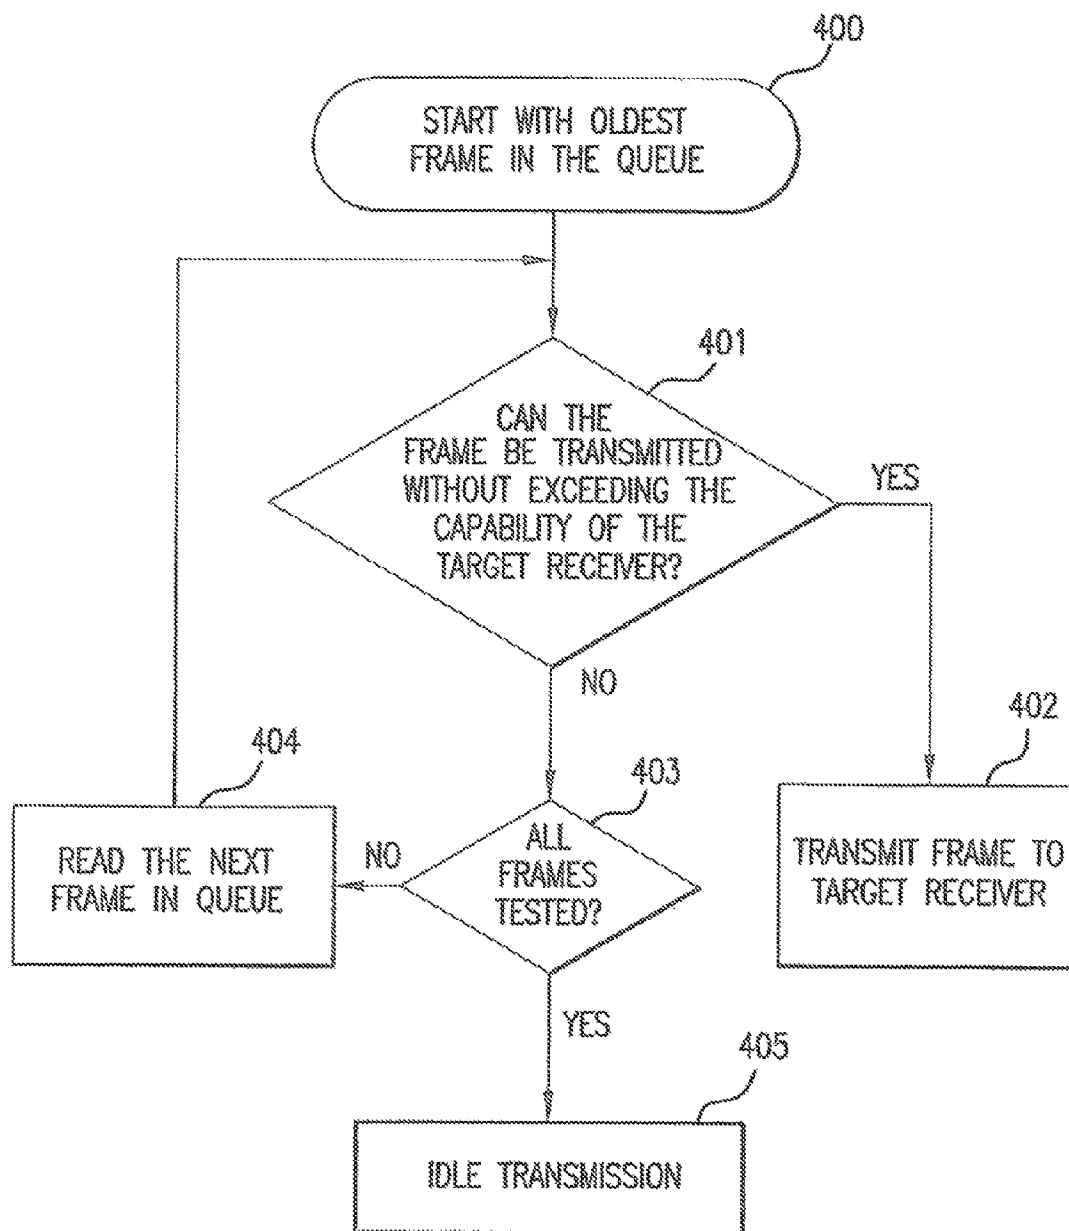 400
START WITH OLDEST
FRAME IN THE QUEUE
401
CAN THE
FRAME BE TRANSMITTED
WITHOUT EXCEEDING THE
CAPABILITY OF THE
TARGET RECEIVER?
YES
NO
402
TRANSMIT FRAME TO
TARGET RECEIVER
403
ALL
FRAMES
TESTED?
NO
404
READ THE NEXT
FRAME IN QUEUE
YES
405
IDLE TRANSMISSION